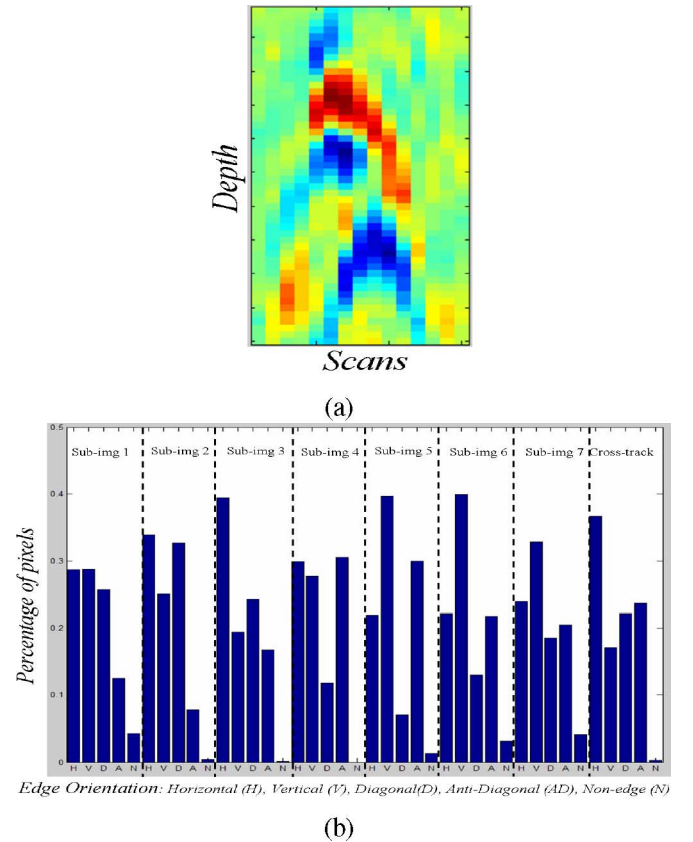 Depth
Scans
(a)
Percentage of pixels
0.5
0.4
0.3
0.2
0.1
0
Sub-img 1 Sub-img 2 Sub-img 3 Sub-img 4 Sub-img 5 Sub-img 6 Sub-img 7 Cross-track
H V D A N H V D A N H V D A N H V D A N H V D A N H V D A N H V D A N H V D A N
Edge Orientation: Horizontal (H), Vertical (V), Diagonal(D), Anti-Diagonal (AD), Non-edge (N)
(b)